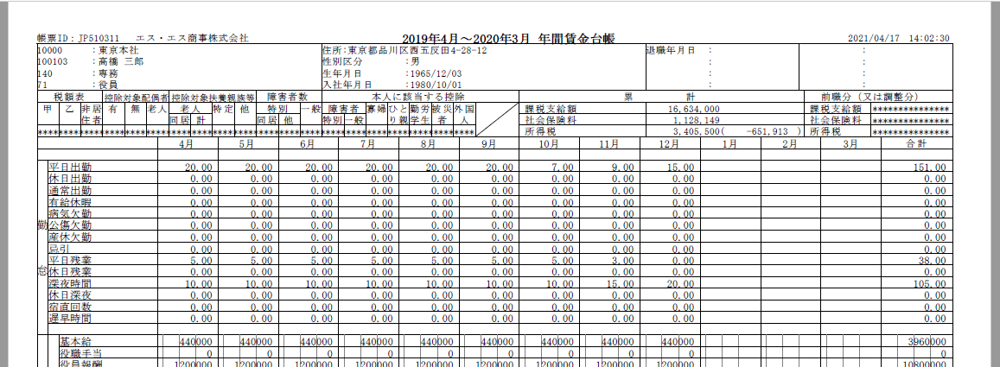 帳票ID：JP510311 エス・エス商事株式会社 2019年4月～2020年3月 年間賃金台帳 2021/04/17 14:02:30
10000 ：東京本社 住所：東京都品川区西五反田4-28-12 退職年月日 ： ：
100103 ：高橋 三郎 性別区分 ：男 ： ：
140 ：専務 生年月日 ：1965/12/03 ： ：
71 ：役員 入社年月日 ：1980/10/01 ： ：
税額表 控除対象配偶者 控除対象扶養親族等 障害者数 本人に該当する控除 累 計 前職分（又は調整分）
甲 乙 非居住者 有 無 老人 老人 同居 計 特定 他 特別 同居 他 一般 障害者 特別 一般 寡婦 ひとり親 勤労学生 被災者 外国人
課税支給額 16,634,000 課税支給額 ***************
社会保険料 1,128,149 社会保険料 ***************
所得税 3,405,500( -651,913 ) 所得税 ***************
4月 5月 6月 7月 8月 9月 10月 11月 12月 1月 2月 3月 合計
勤怠
平日出勤 20.00 20.00 20.00 20.00 20.00 20.00 7.00 9.00 15.00 151.00
休日出勤 0.00 0.00 0.00 0.00 0.00 0.00 0.00 0.00 0.00 0.00
通常出勤 0.00 0.00 0.00 0.00 0.00 0.00 0.00 0.00 0.00 0.00
有給休暇 0.00 0.00 0.00 0.00 0.00 0.00 0.00 0.00 0.00 0.00
病気欠勤 0.00 0.00 0.00 0.00 0.00 0.00 0.00 0.00 0.00 0.00
公傷欠勤 0.00 0.00 0.00 0.00 0.00 0.00 0.00 0.00 0.00 0.00
産休欠勤 0.00 0.00 0.00 0.00 0.00 0.00 0.00 0.00 0.00 0.00
忌引 0.00 0.00 0.00 0.00 0.00 0.00 0.00 0.00 0.00 0.00
平日残業 5.00 5.00 5.00 5.00 5.00 5.00 5.00 3.00 0.00 38.00
休日残業 0.00 0.00 0.00 0.00 0.00 0.00 0.00 0.00 0.00 0.00
深夜時間 10.00 10.00 10.00 10.00 10.00 10.00 10.00 15.00 20.00 105.00
休日深夜 0.00 0.00 0.00 0.00 0.00 0.00 0.00 0.00 0.00 0.00
宿直回数 0.00 0.00 0.00 0.00 0.00 0.00 0.00 0.00 0.00 0.00
遅早時間 0.00 0.00 0.00 0.00 0.00 0.00 0.00 0.00 0.00 0.00
基本給 440000 440000 440000 440000 440000 440000 440000 440000 440000 3960000
役職手当 0 0 0 0 0 0 0 0 0 0
役員報酬 1200000 1200000 1200000 1200000 1200000 1200000 1200000 1200000 1200000 10800000